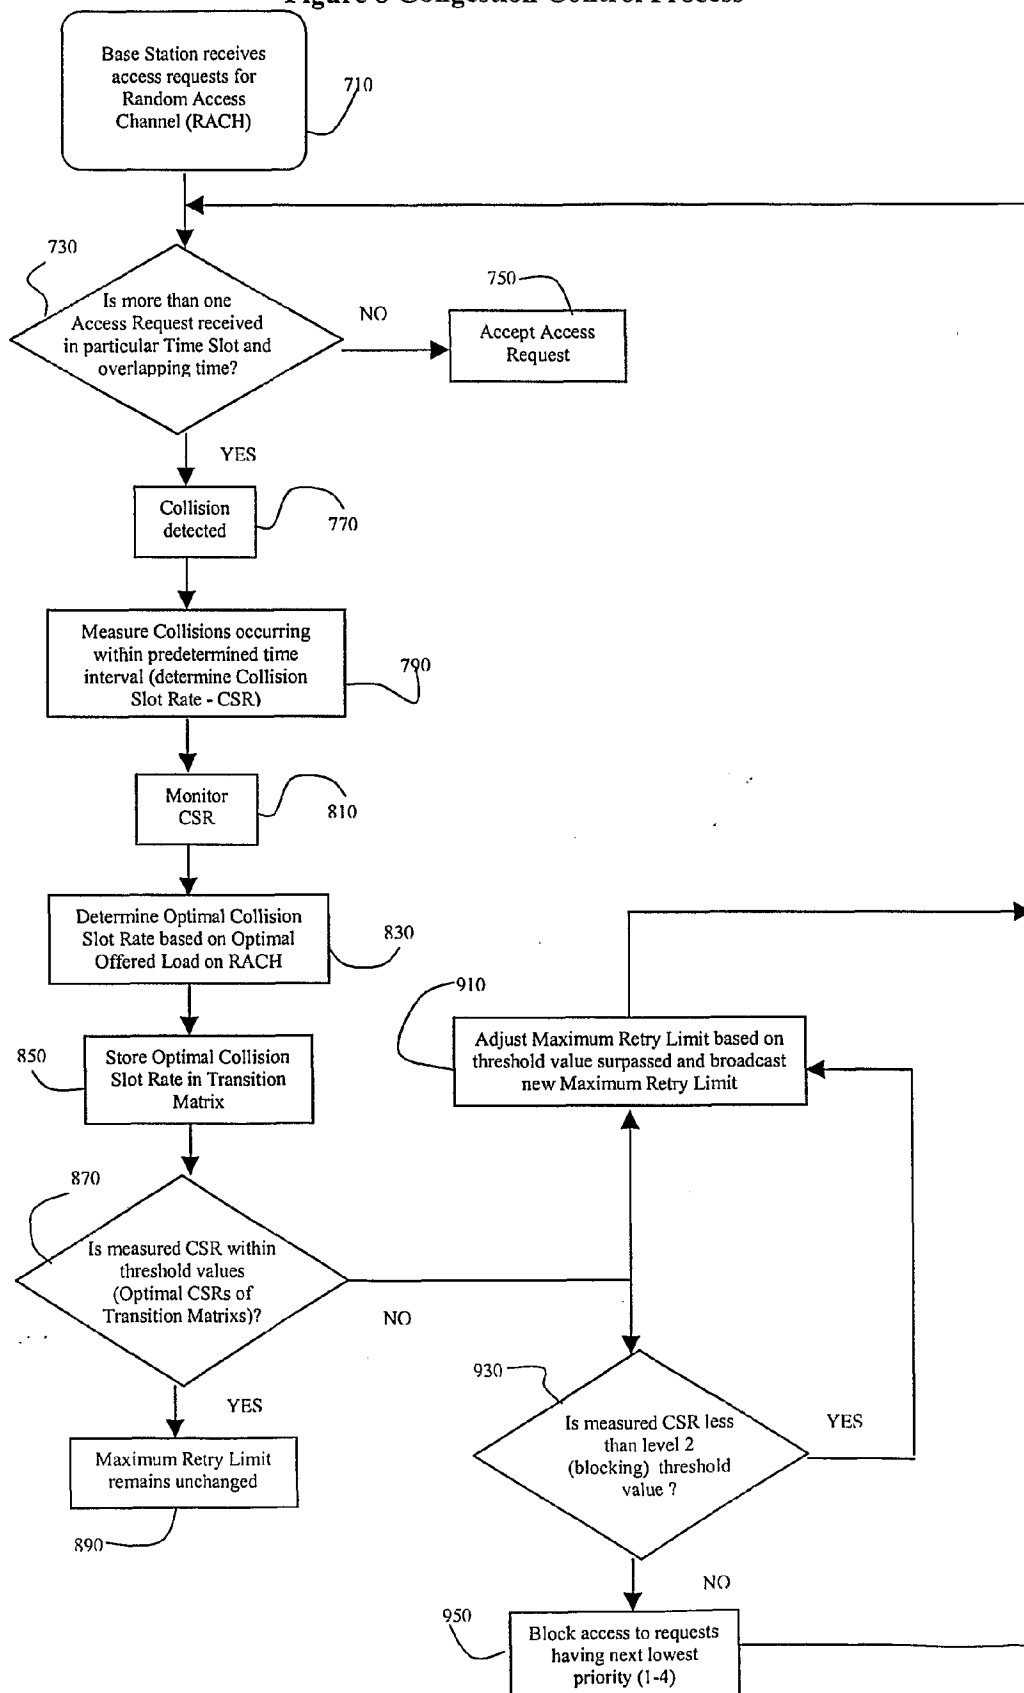 Figure 8 Congestion Control Process
Base Station receives
access requests for
Random Access
Channel (RACH)
710
730
Is more than one
Access Request received
in particular Time Slot and
overlapping time?
NO
750
Accept Access
Request
YES
Collision
detected
770
Measure Collisions occurring
within predetermined time
interval (determine Collision
Slot Rate - CSR)
790
Monitor
CSR
810
Determine Optimal Collision
Slot Rate based on Optimal
Offered Load on RACH
830
910
Adjust Maximum Retry Limit based on
threshold value surpassed and broadcast
new Maximum Retry Limit
850
Store Optimal Collision
Slot Rate in Transition
Matrix
870
Is measured CSR within
threshold values
(Optimal CSRs of
Transition Matrixs)?
NO
YES
Maximum Retry Limit
remains unchanged
890
930
Is measured CSR less
than level 2
(blocking) threshold
value ?
YES
NO
950
Block access to requests
having next lowest
priority (1-4)